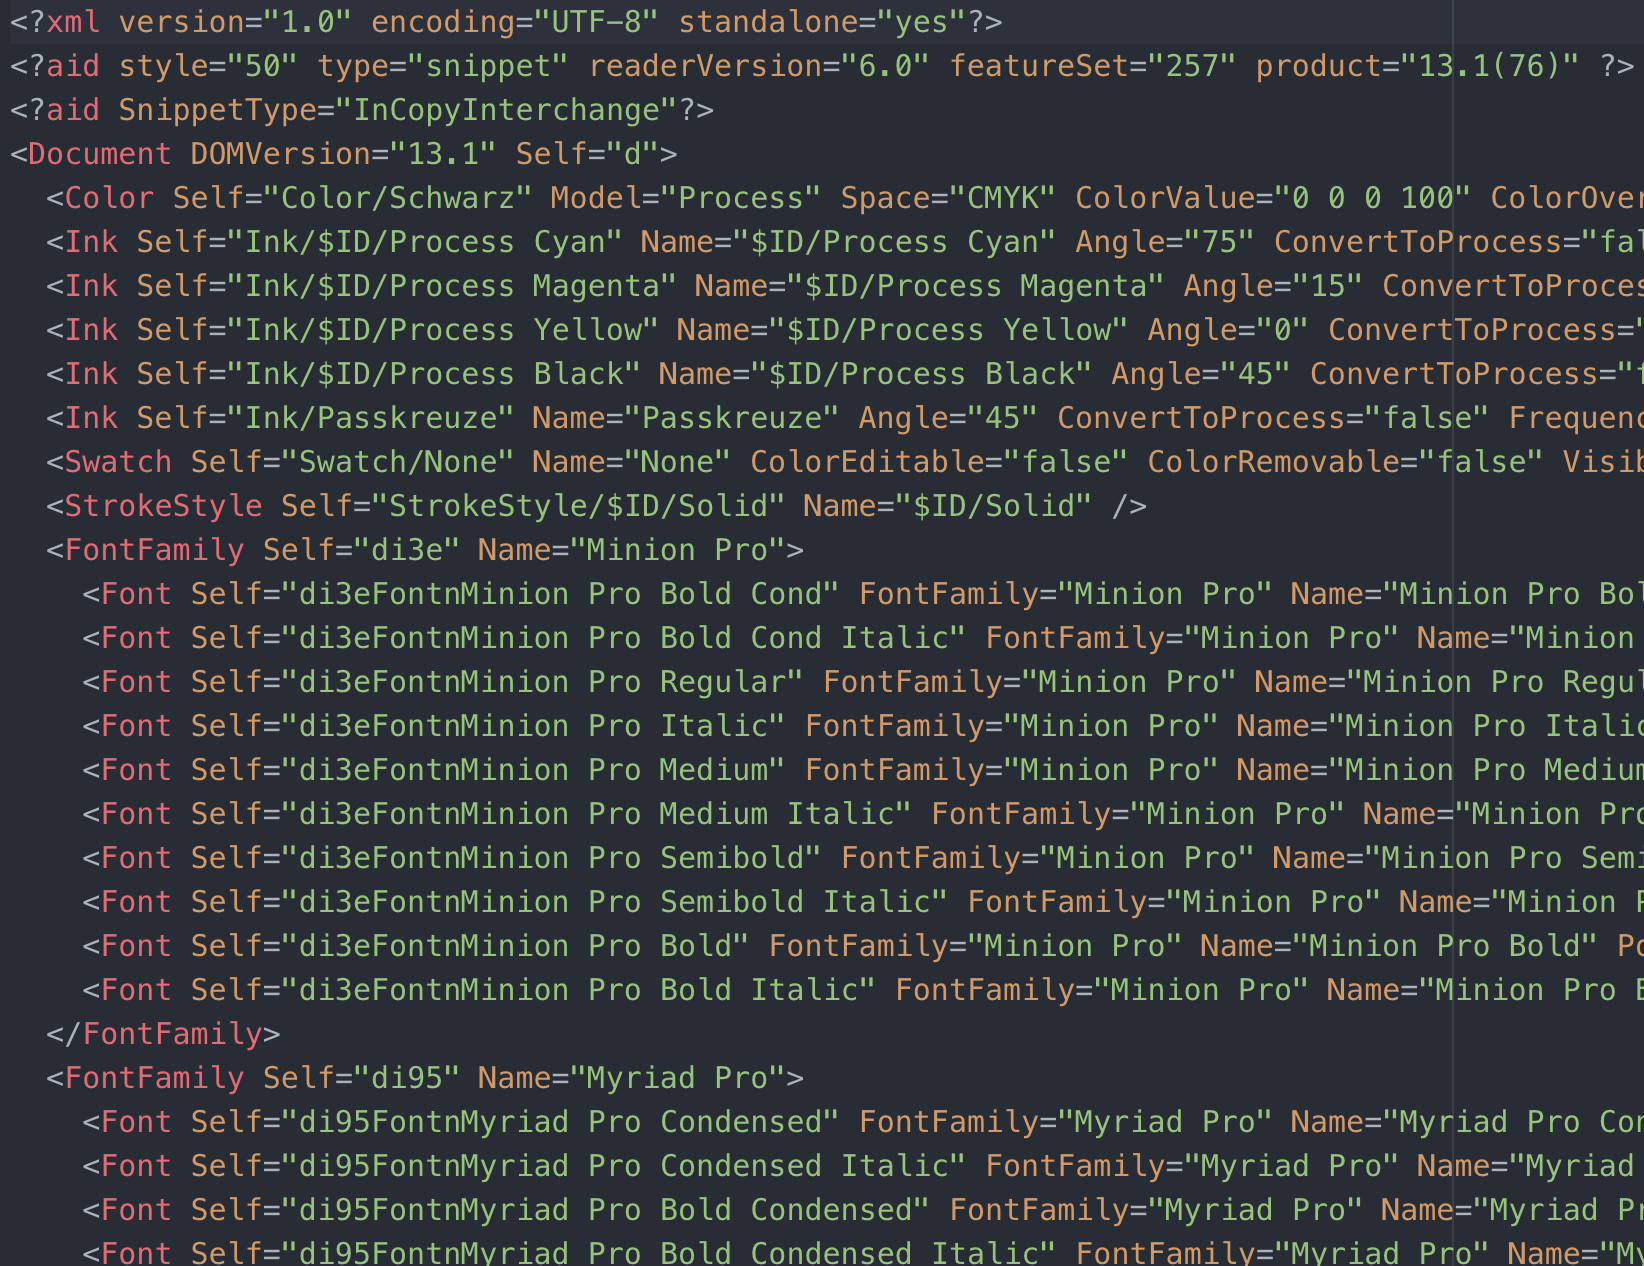 <?xml version="1.0" encoding="UTF-8" standalone="yes"?>
<?aid style="50" type="snippet" readerVersion="6.0" featureSet="257" product="13.1(76)" ?>
<?aid SnippetType="InCopyInterchange"?>
<Document DOMVersion="13.1" Self="d">
<Color Self="Color/Schwarz" Model="Process" Space="CMYK" ColorValue="0 0 0 100" ColorOver
<Ink Self="Ink/$ID/Process Cyan" Name="$ID/Process Cyan" Angle="75" ConvertToProcess="fal
<Ink Self="Ink/$ID/Process Magenta" Name="$ID/Process Magenta" Angle="15" ConvertToProces
<Ink Self="Ink/$ID/Process Yellow" Name="$ID/Process Yellow" Angle="0" ConvertToProcess="
<Ink Self="Ink/$ID/Process Black" Name="$ID/Process Black" Angle="45" ConvertToProcess="f
<Ink Self="Ink/Passkreuze" Name="Passkreuze" Angle="45" ConvertToProcess="false" Frequenc
<Swatch Self="Swatch/None" Name="None" ColorEditable="false" ColorRemovable="false" Visib
<StrokeStyle Self="StrokeStyle/$ID/Solid" Name="$ID/Solid" />
<FontFamily Self="di3e" Name="Minion Pro">
<Font Self="di3eFontnMinion Pro Bold Cond" FontFamily="Minion Pro" Name="Minion Pro Bol
<Font Self="di3eFontnMinion Pro Bold Cond Italic" FontFamily="Minion Pro" Name="Minion
<Font Self="di3eFontnMinion Pro Regular" FontFamily="Minion Pro" Name="Minion Pro Regul
<Font Self="di3eFontnMinion Pro Italic" FontFamily="Minion Pro" Name="Minion Pro Italic
<Font Self="di3eFontnMinion Pro Medium" FontFamily="Minion Pro" Name="Minion Pro Medium
<Font Self="di3eFontnMinion Pro Medium Italic" FontFamily="Minion Pro" Name="Minion Pro
<Font Self="di3eFontnMinion Pro Semibold" FontFamily="Minion Pro" Name="Minion Pro Semi
<Font Self="di3eFontnMinion Pro Semibold Italic" FontFamily="Minion Pro" Name="Minion P
<Font Self="di3eFontnMinion Pro Bold" FontFamily="Minion Pro" Name="Minion Pro Bold" Po
<Font Self="di3eFontnMinion Pro Bold Italic" FontFamily="Minion Pro" Name="Minion Pro B
</FontFamily>
<FontFamily Self="di95" Name="Myriad Pro">
<Font Self="di95FontnMyriad Pro Condensed" FontFamily="Myriad Pro" Name="Myriad Pro Con
<Font Self="di95FontnMyriad Pro Condensed Italic" FontFamily="Myriad Pro" Name="Myriad
<Font Self="di95FontnMyriad Pro Bold Condensed" FontFamily="Myriad Pro" Name="Myriad Pr
<Font Self="di95FontnMyriad Pro Bold Condensed Italic" FontFamily="Myriad Pro" Name="My